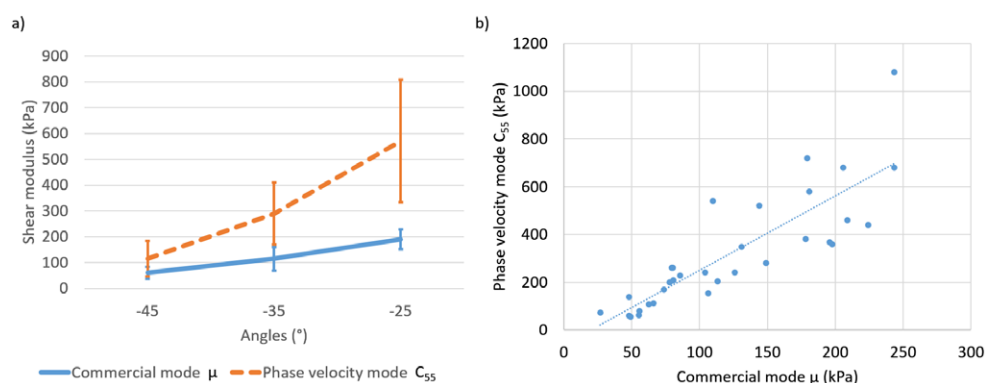 a)
900
800
700
600
500
400
300
200
100
0
Shear modulus (kPa)
-45 -35 -25
Angles (°)
Commercial mode μ Phase velocity mode C₅₅
b)
1200
1000
800
600
400
200
0
Phase velocity mode C₅₅ (kPa)
0 50 100 150 200 250 300
Commercial mode μ (kPa)